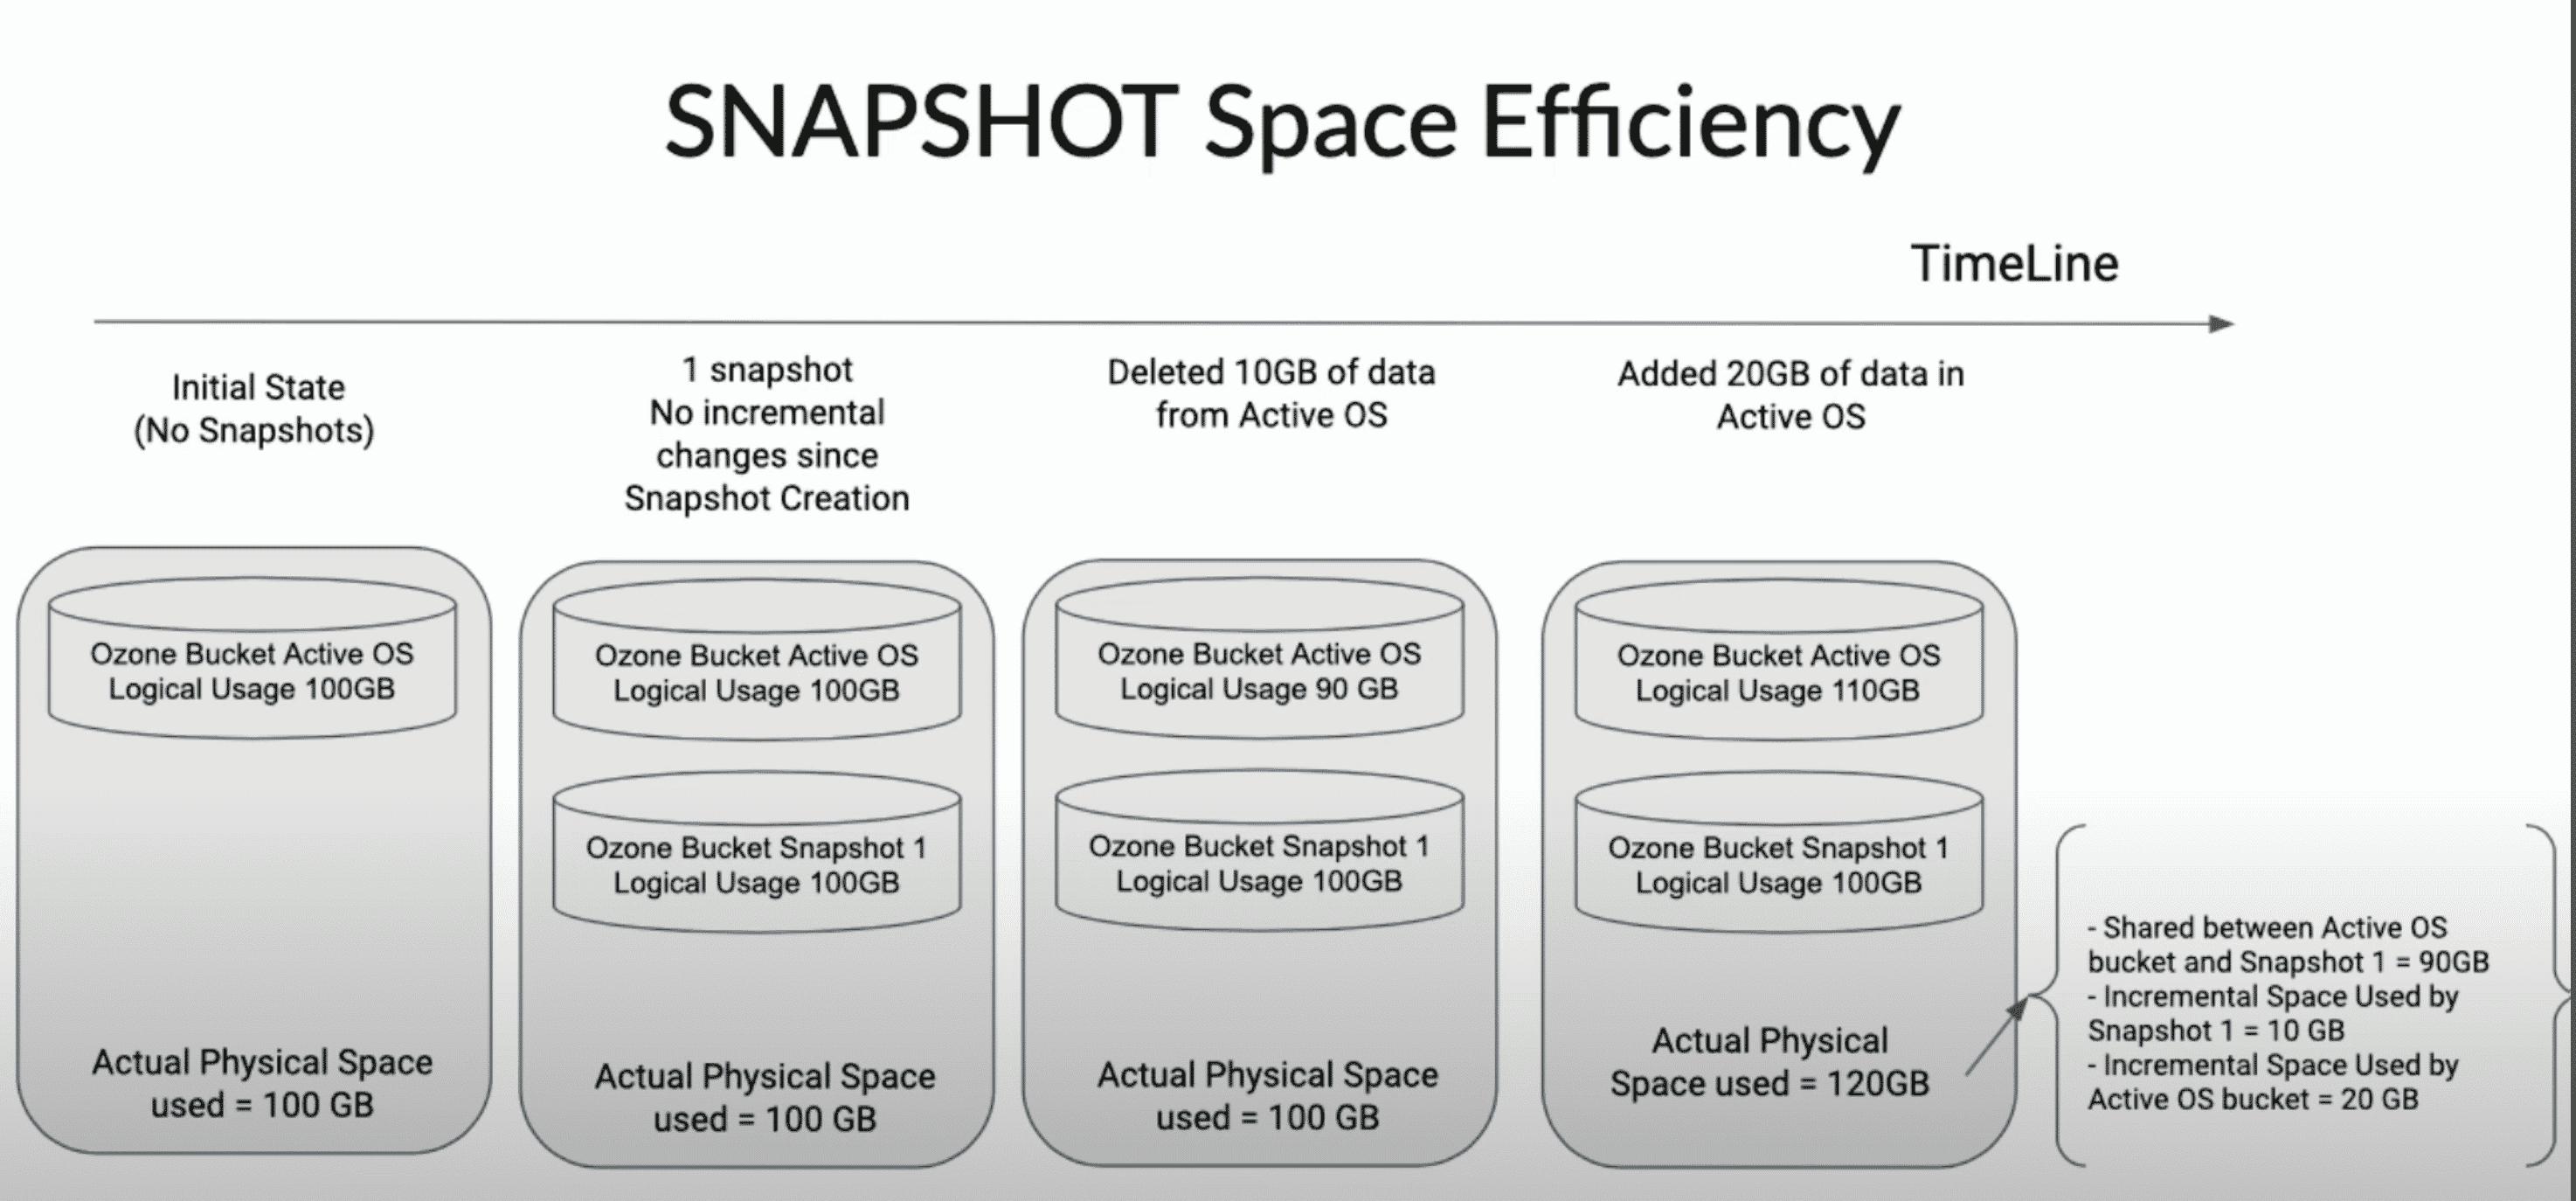 SNAPSHOT Space Efficiency
TimeLine
Initial State
(No Snapshots)
1 snapshot
No incremental
changes since
Snapshot Creation
Deleted 10GB of data
from Active OS
Added 20GB of data in
Active OS
Ozone Bucket Active OS
Logical Usage 100GB
Actual Physical Space
used = 100 GB
Ozone Bucket Active OS
Logical Usage 100GB
Ozone Bucket Snapshot 1
Logical Usage 100GB
Actual Physical Space
used = 100 GB
Ozone Bucket Active OS
Logical Usage 90 GB
Ozone Bucket Snapshot 1
Logical Usage 100GB
Actual Physical Space
used = 100 GB
Ozone Bucket Active OS
Logical Usage 110GB
Ozone Bucket Snapshot 1
Logical Usage 100GB
Actual Physical
Space used = 120GB
- Shared between Active OS
bucket and Snapshot 1 = 90GB
- Incremental Space Used by
Snapshot 1 = 10 GB
- Incremental Space Used by
Active OS bucket = 20 GB